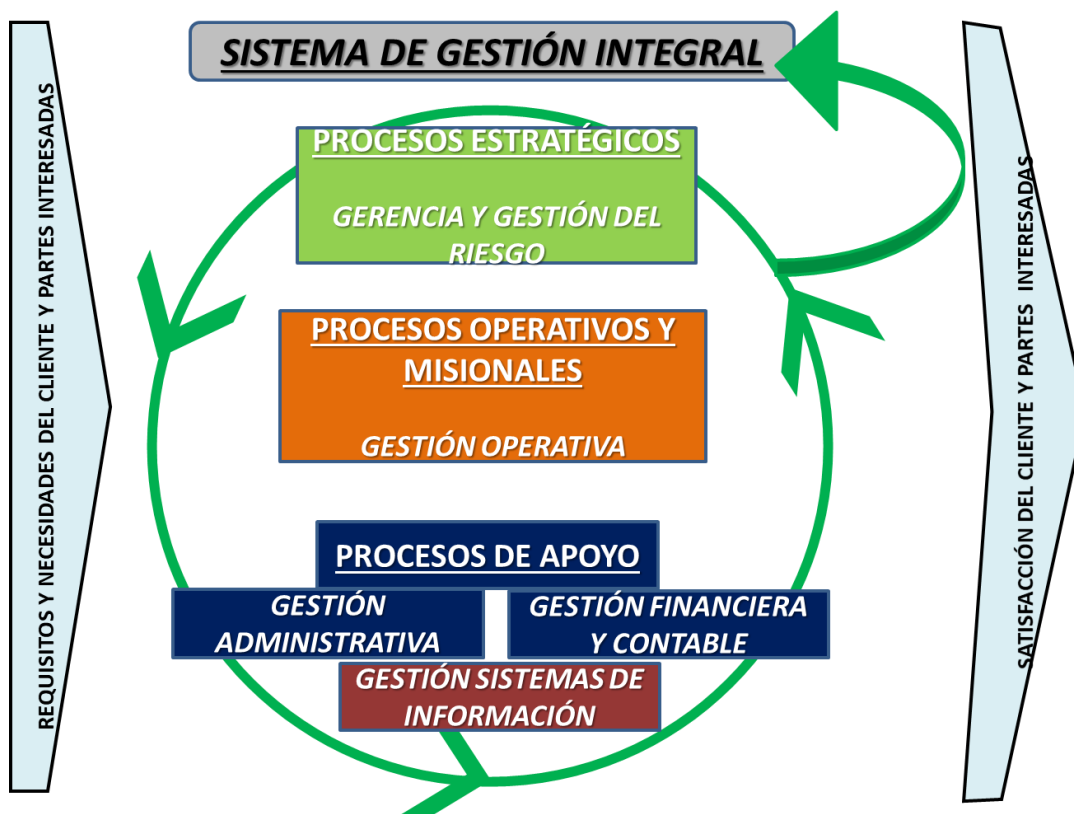 SISTEMA DE GESTIÓN INTEGRAL
REQUISITOS Y NECESIDADES DEL CLIENTE Y PARTES INTERESADAS
PROCESOS ESTRATÉGICOS
GERENCIA Y GESTIÓN DEL
RIESGO
PROCESOS OPERATIVOS Y
MISIONALES
GESTIÓN OPERATIVA
PROCESOS DE APOYO
GESTIÓN
ADMINISTRATIVA
GESTIÓN FINANCIERA
Y CONTABLE
GESTIÓN SISTEMAS DE
INFORMACIÓN
SATISFACCIÓN DEL CLIENTE Y PARTES INTERESADAS